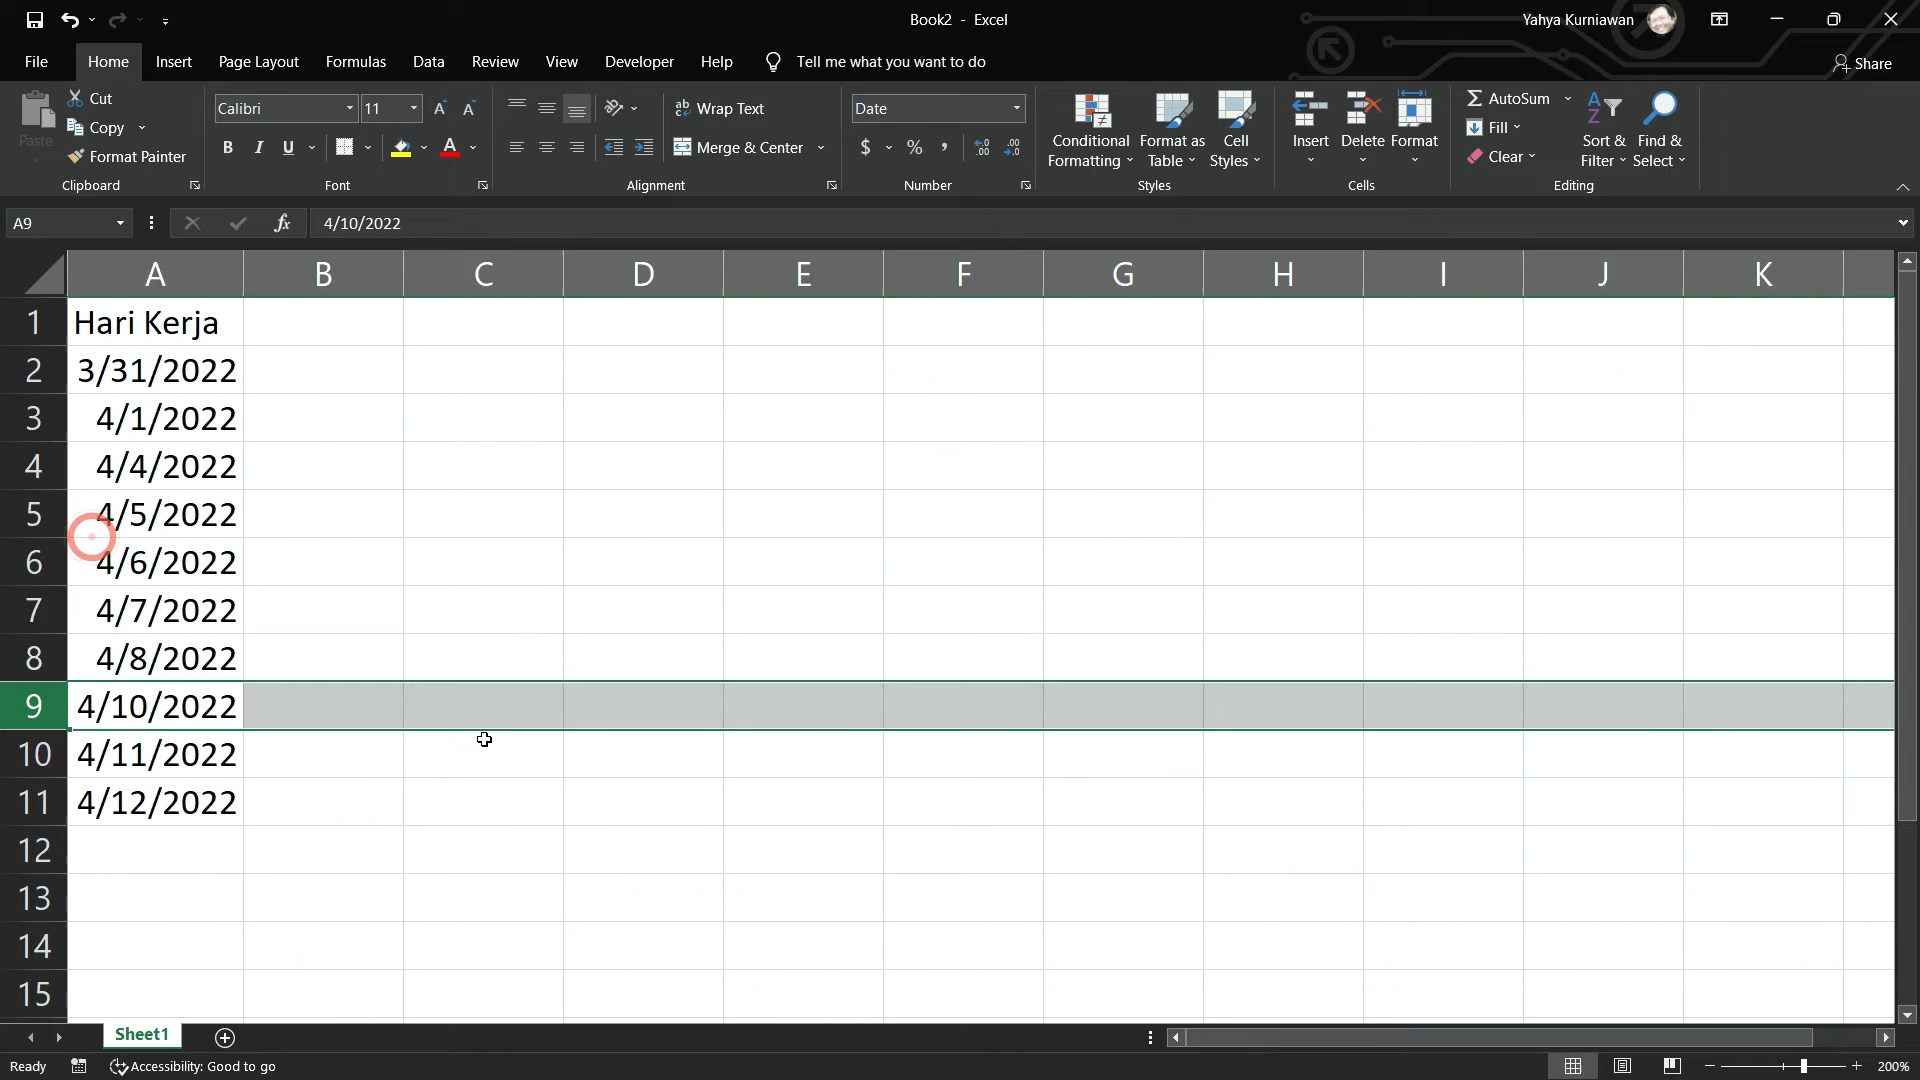 Book2 - Excel
Yahya Kurniawan
File Home Insert Page Layout Formulas Data Review View Developer Help Tell me what you want to do Share
Paste
Cut
Copy
Format Painter
Clipboard
Calibri 11
B I U A
Font
Wrap Text
Merge & Center
Alignment
Date
$ % ,
Number
Conditional Formatting
Format as Table
Cell Styles
Styles
Insert
Delete
Format
Cells
AutoSum
Fill
Clear
Sort & Filter
Find & Select
Editing
A9 fx 4/10/2022
A B C D E F G H I J K
1 Hari Kerja
2 3/31/2022
3 4/1/2022
4 4/4/2022
5 4/5/2022
6 4/6/2022
7 4/7/2022
8 4/8/2022
9 4/10/2022
10 4/11/2022
11 4/12/2022
12
13
14
15
Sheet1
Ready Accessibility: Good to go 200%